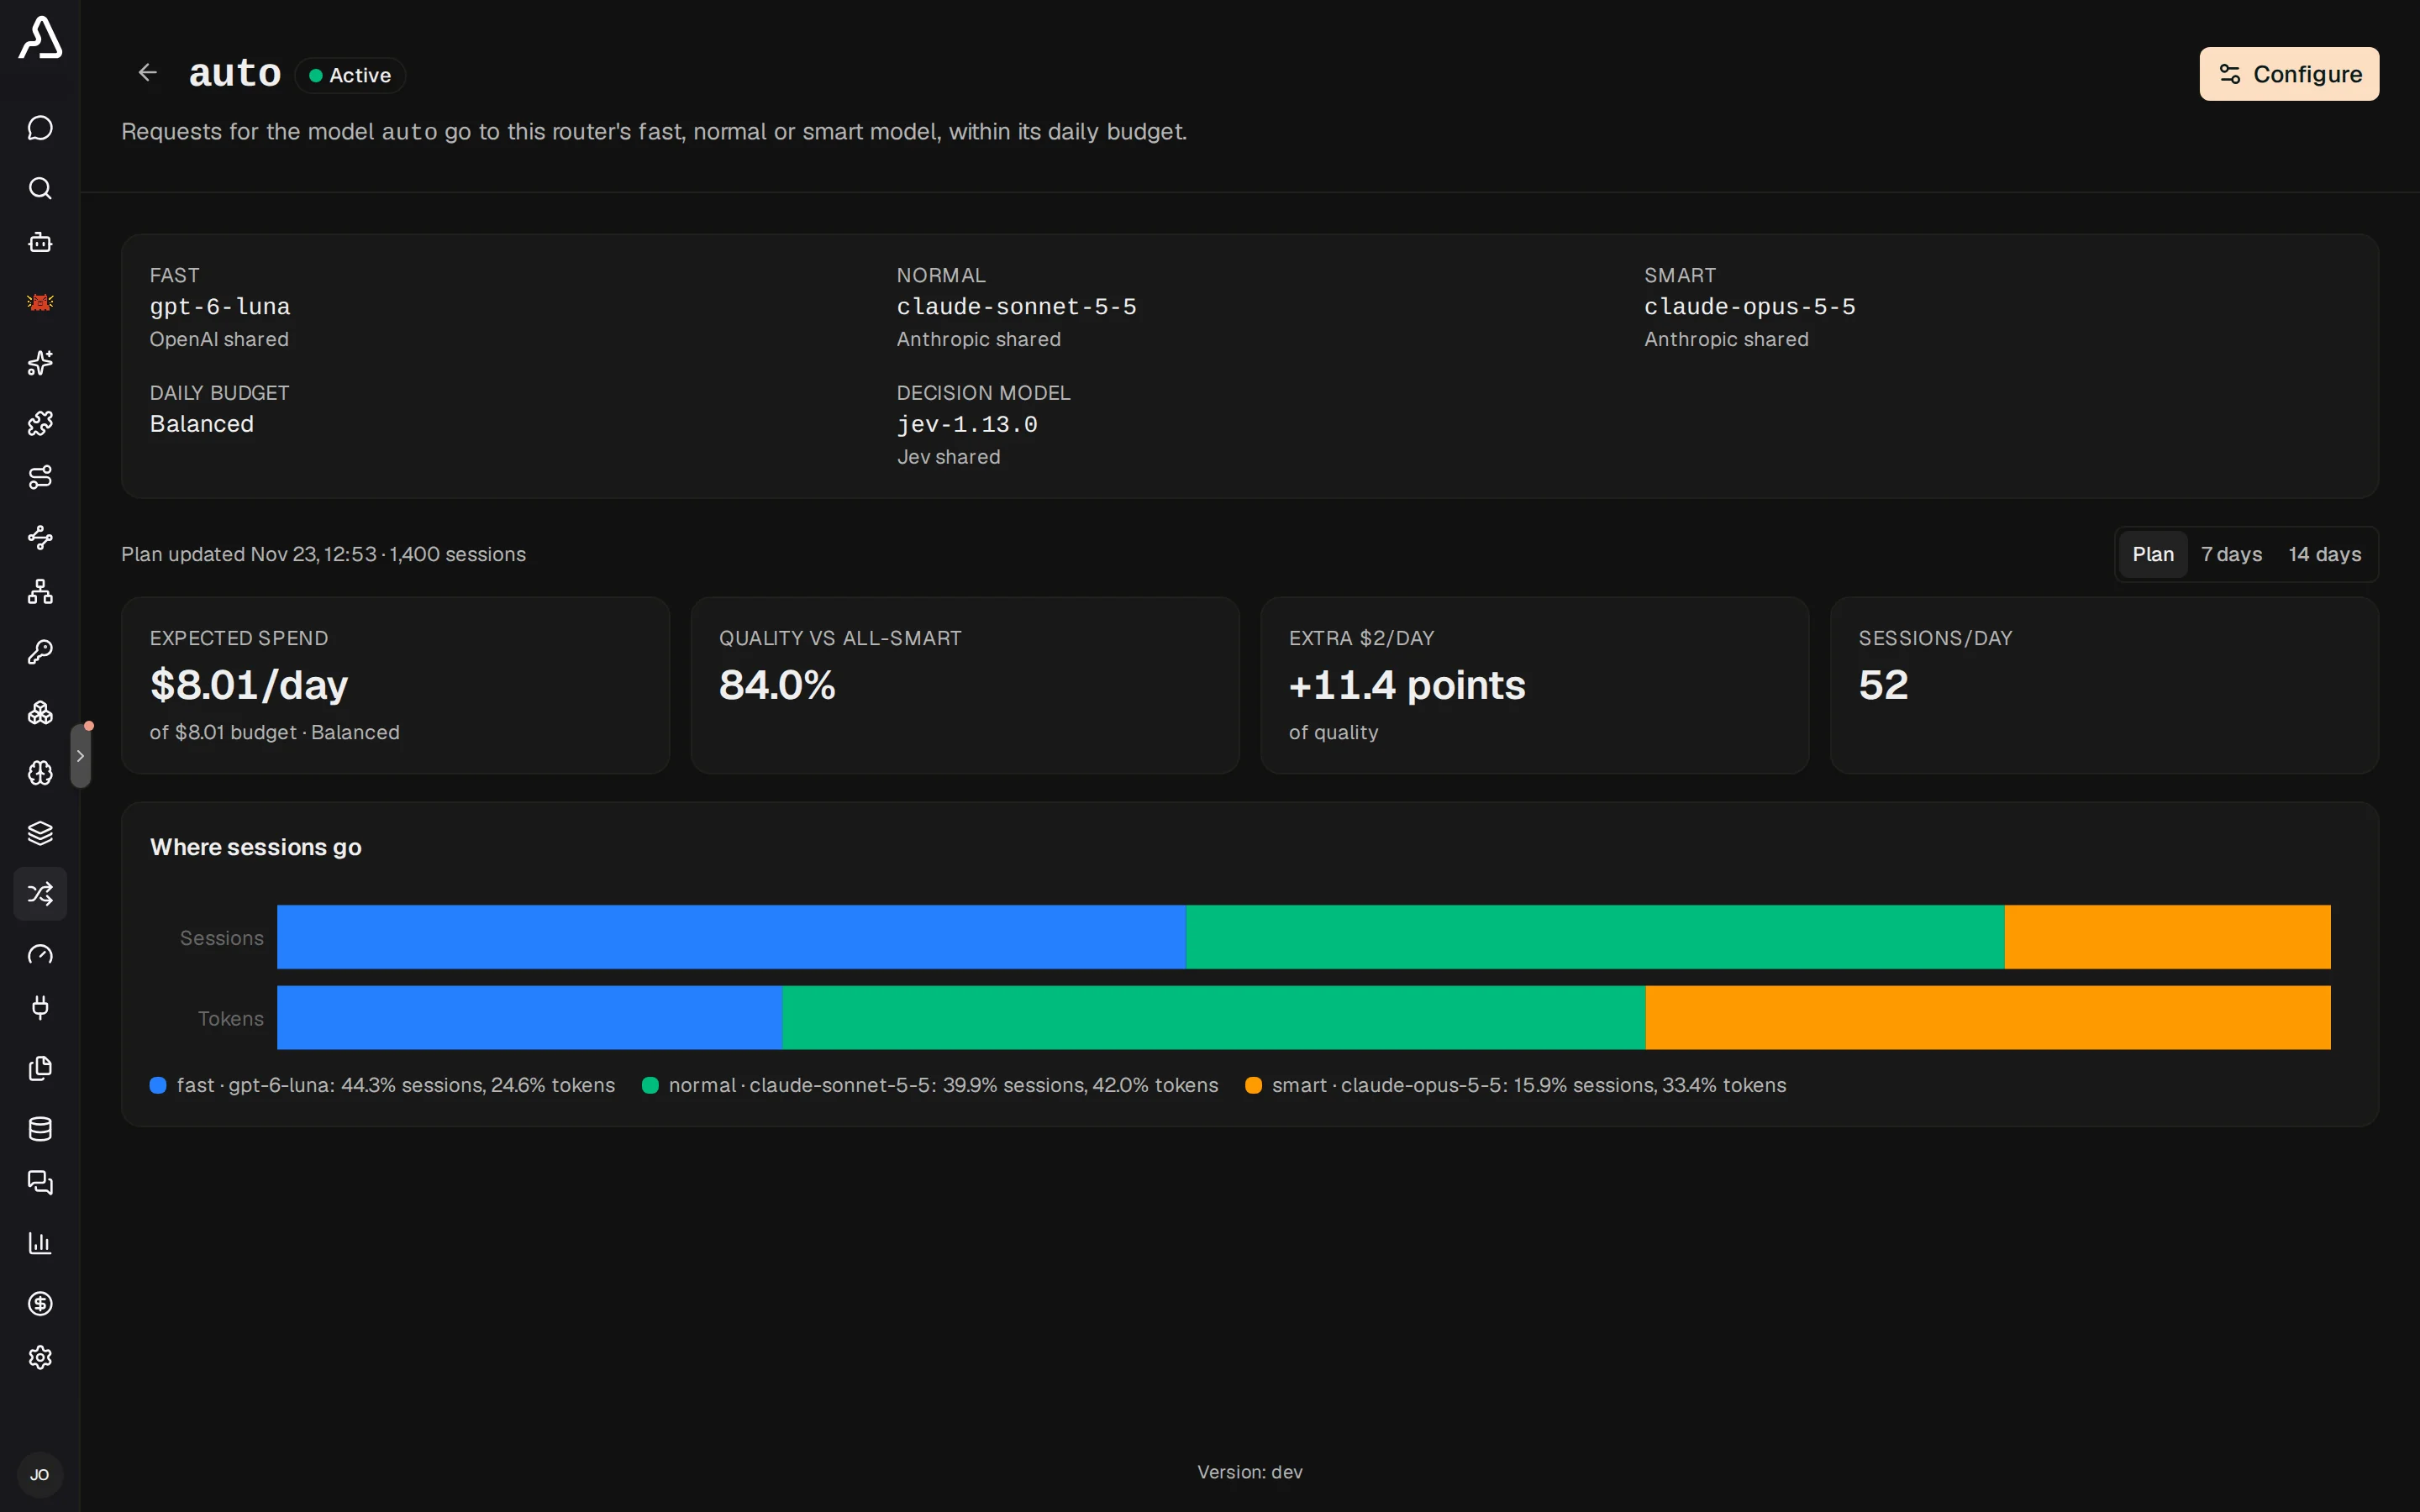 auto
Active
Configure
Requests for the model auto go to this router's fast, normal or smart model, within its daily budget.
FAST
gpt-6-luna
OpenAI shared
NORMAL
claude-sonnet-5-5
Anthropic shared
SMART
claude-opus-5-5
Anthropic shared
DAILY BUDGET
Balanced
DECISION MODEL
jev-1.13.0
Jev shared
Plan updated Nov 23, 12:53 · 1,400 sessions
Plan
7 days
14 days
EXPECTED SPEND
$8.01/day
of $8.01 budget · Balanced
QUALITY VS ALL-SMART
84.0%
EXTRA $2/DAY
+11.4 points
of quality
SESSIONS/DAY
52
Where sessions go
Sessions
Tokens
fast · gpt-6-luna: 44.3% sessions, 24.6% tokens
normal · claude-sonnet-5-5: 39.9% sessions, 42.0% tokens
smart · claude-opus-5-5: 15.9% sessions, 33.4% tokens
JO
Version: dev